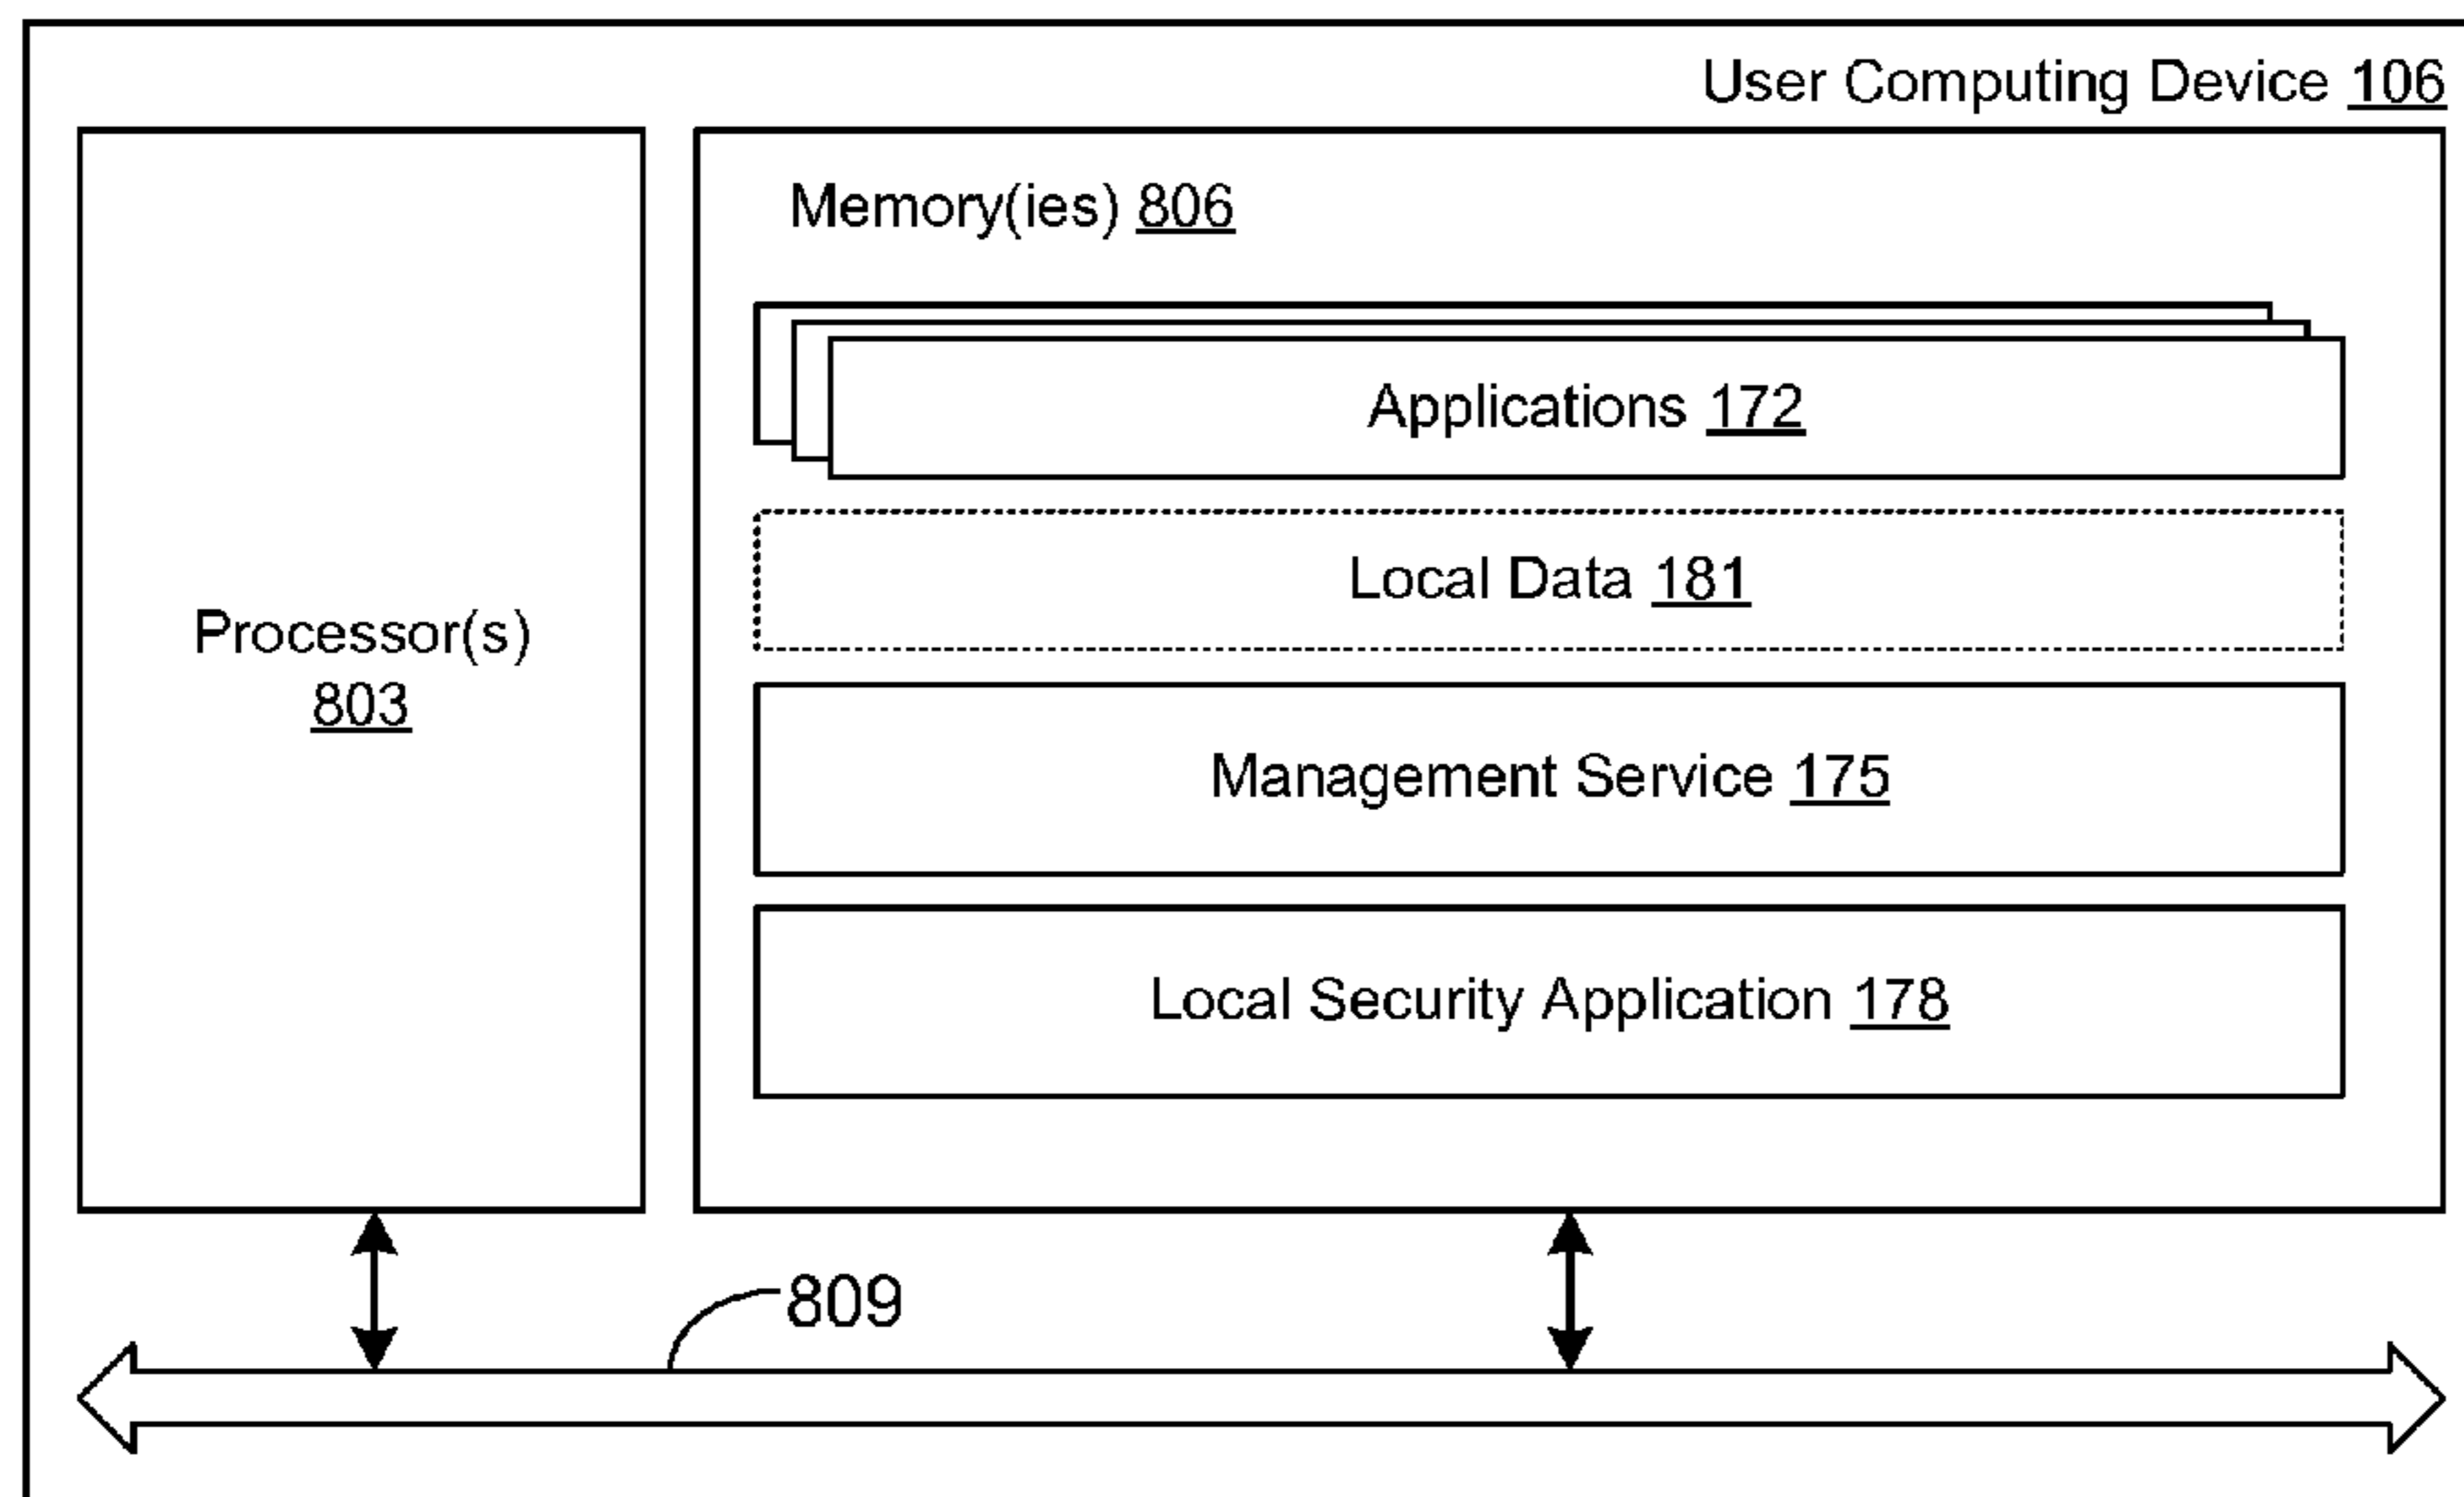 User Computing Device 106
Memory(ies) 806
Applications 172
Local Data 181
Processor(s)
803
Management Service 175
Local Security Application 178
809